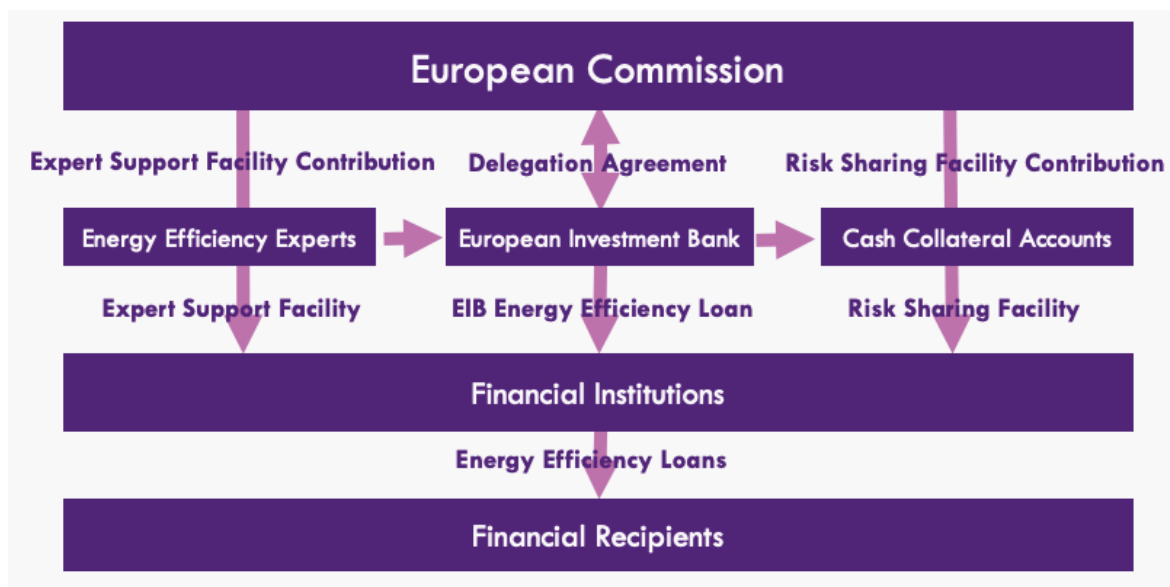 European Commission
Expert Support Facility Contribution
Delegation Agreement
Risk Sharing Facility Contribution
Energy Efficiency Experts
European Investment Bank
Cash Collateral Accounts
Expert Support Facility
EIB Energy Efficiency Loan
Risk Sharing Facility
Financial Institutions
Energy Efficiency Loans
Financial Recipients